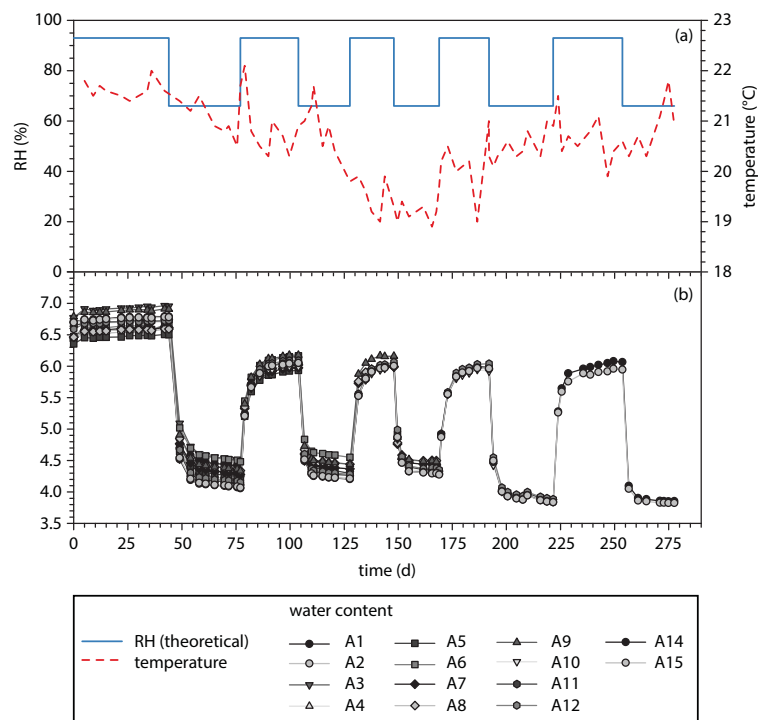 (a)
100
80
60
40
20
0
RH (%)
23
22
21
20
19
18
temperature (°C)
(b)
7.0
6.5
6.0
5.5
5.0
4.5
4.0
3.5
0 25 50 75 100 125 150 175 200 225 250 275
time (d)
water content
RH (theoretical)
temperature
A1 A5 A9 A14
A2 A6 A10 A15
A3 A7 A11
A4 A8 A12